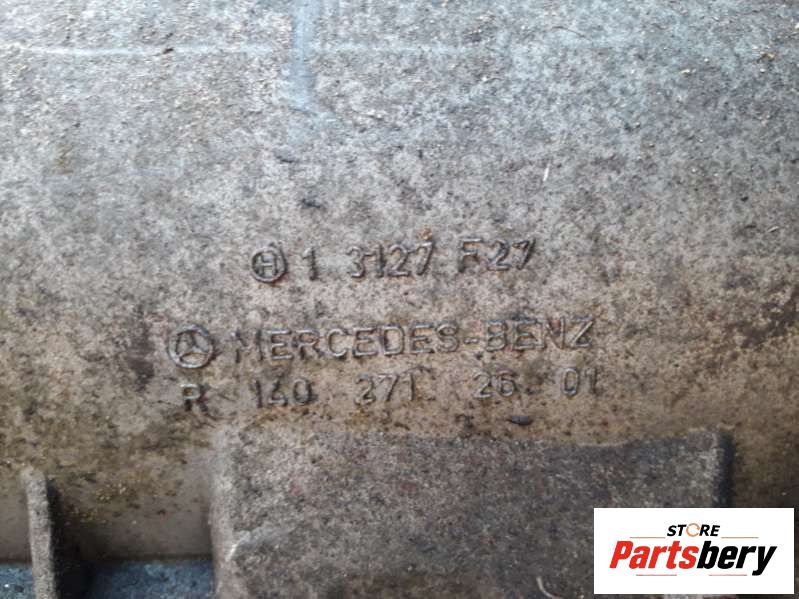 H 1 3127 F27
MERCEDES-BENZ
R 140 271 26 01
STORE
Partsbery